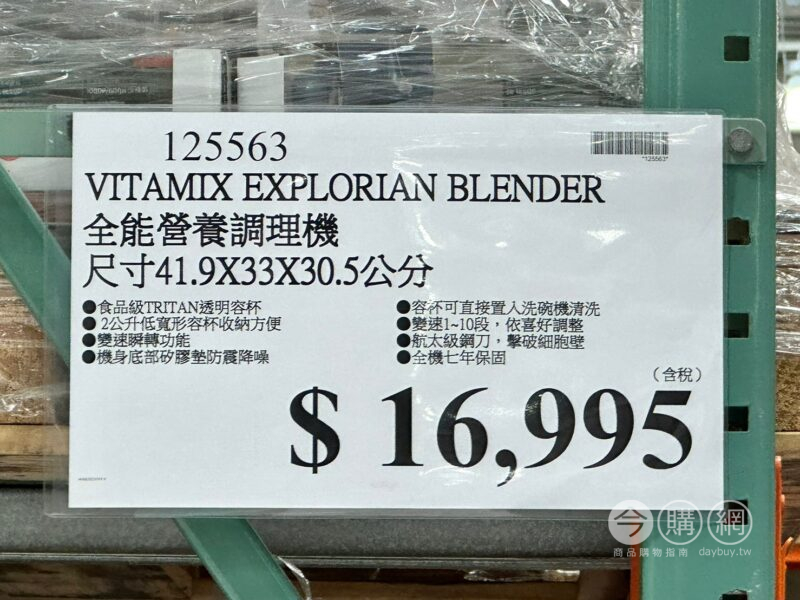 125563
*125563*
VITAMIX EXPLORIAN BLENDER
全能營養調理機
尺寸41.9X33X30.5公分
●食品級TRITAN透明容杯
●2公升低寬形容杯收納方便
●變速瞬轉功能
●機身底部矽膠墊防震降噪
●容杯可直接置入洗碗機清洗
●變速1~10段，依喜好調整
●航太級鋼刀，擊破細胞壁
●全機七年保固
（含稅）
$ 16,995
今購網
商品購物指南 daybuy.tw